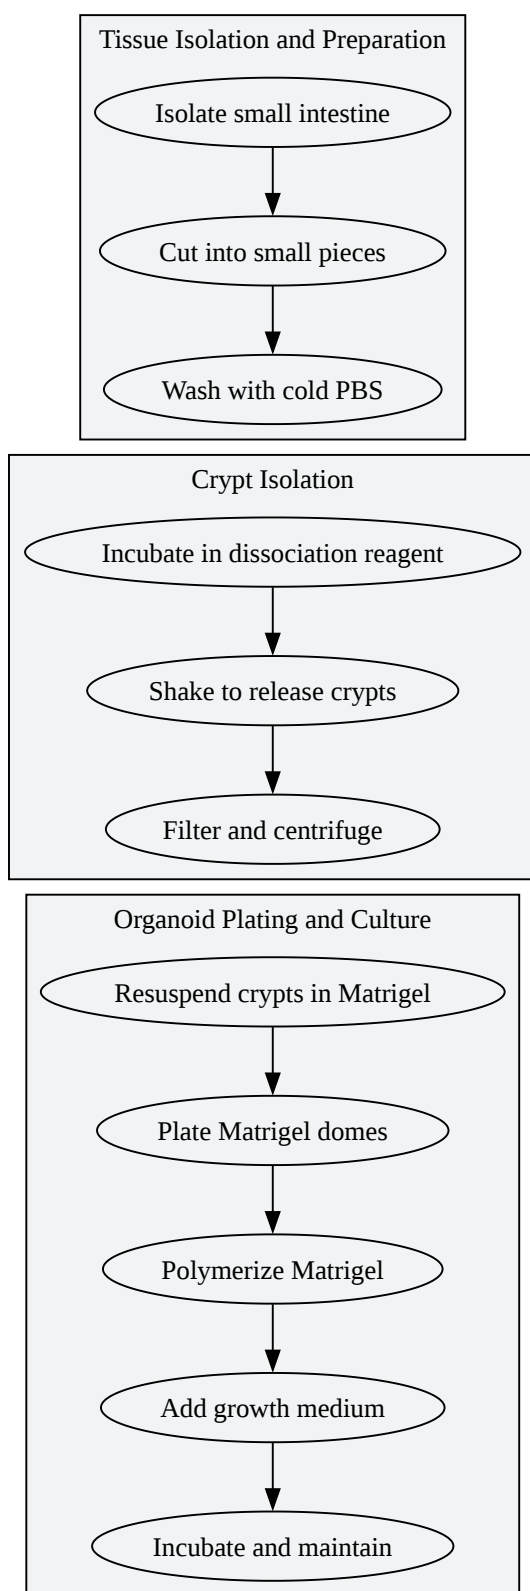 Tissue Isolation and Preparation
Isolate small intestine
Cut into small pieces
Wash with cold PBS
Crypt Isolation
Incubate in dissociation reagent
Shake to release crypts
Filter and centrifuge
Organoid Plating and Culture
Resuspend crypts in Matrigel
Plate Matrigel domes
Polymerize Matrigel
Add growth medium
Incubate and maintain